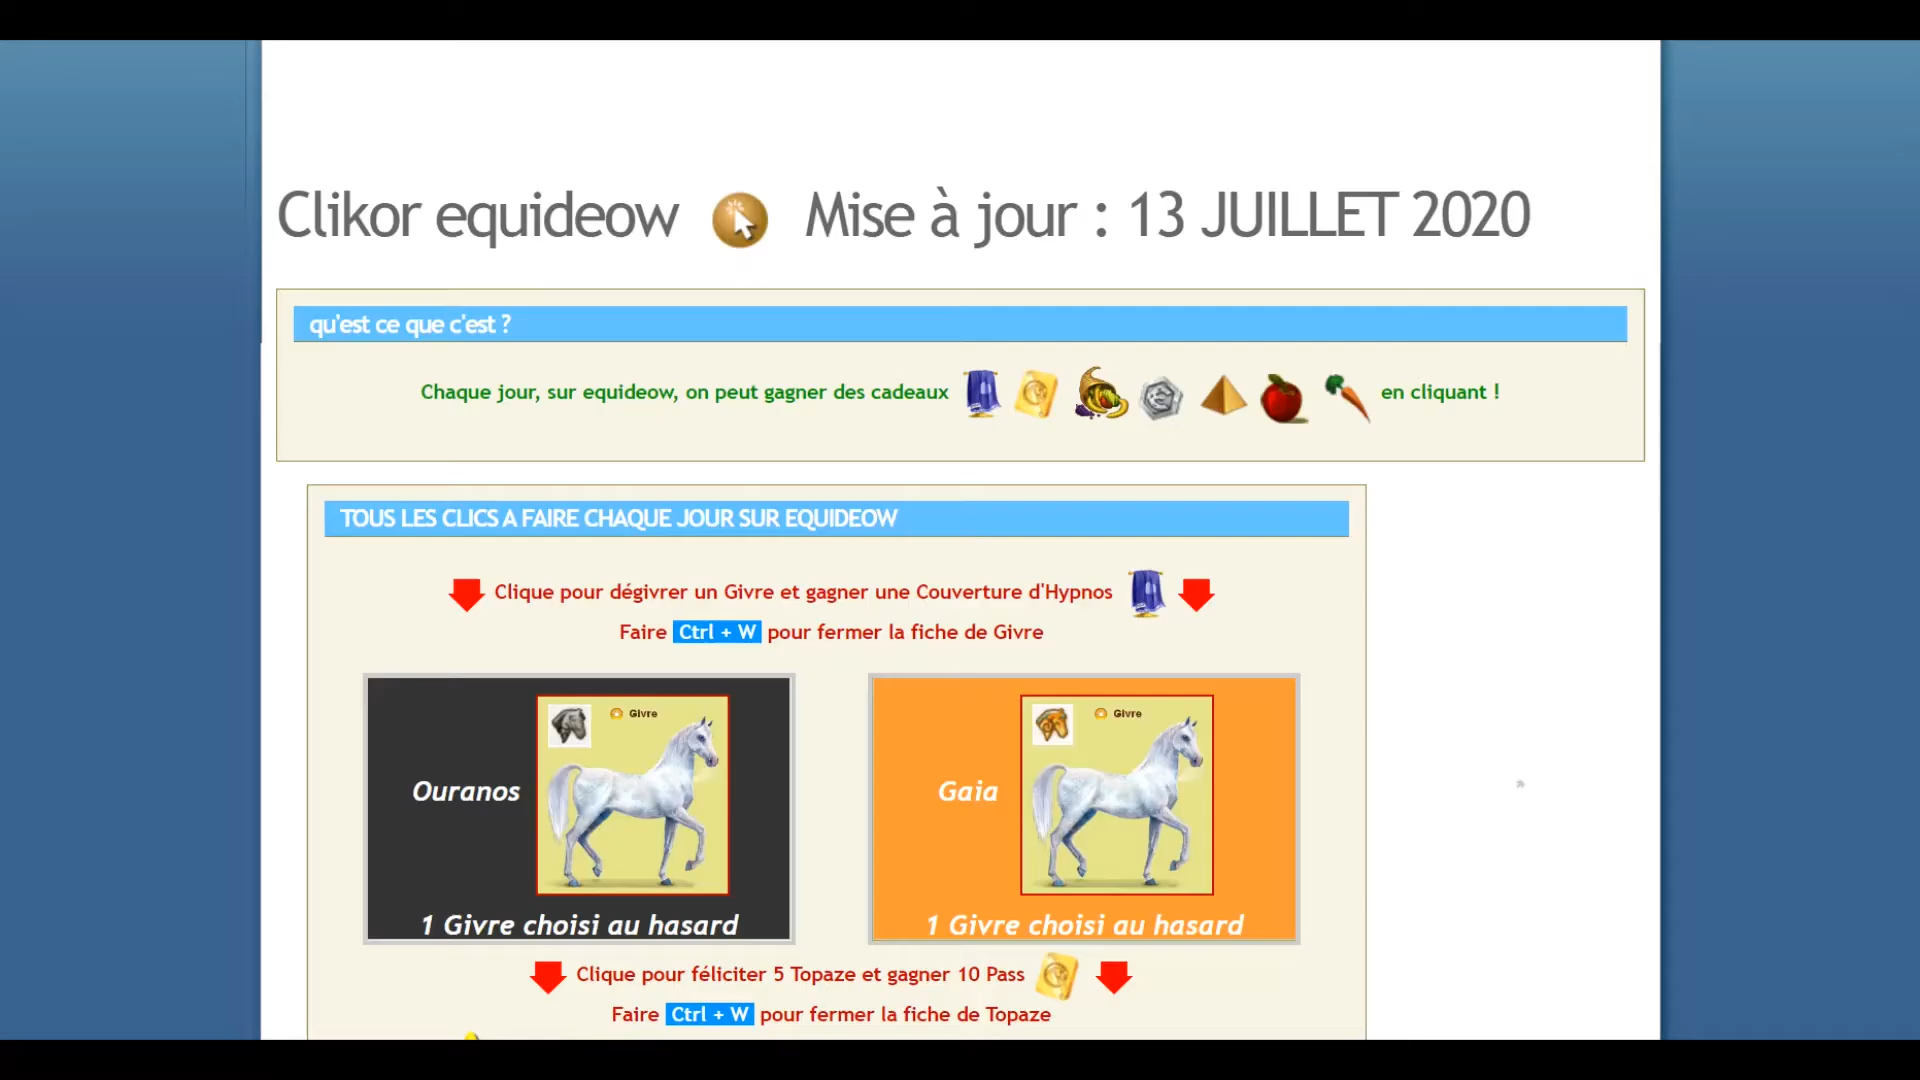 Clikor equideow Mise à jour : 13 JUILLET 2020
qu'est ce que c'est ?
Chaque jour, sur equideow, on peut gagner des cadeaux en cliquant !
TOUS LES CLICS A FAIRE CHAQUE JOUR SUR EQUIDEOW
Clique pour dégivrer un Givre et gagner une Couverture d'Hypnos
Faire Ctrl + W pour fermer la fiche de Givre
Givre
Ouranos
1 Givre choisi au hasard
Givre
Gaia
1 Givre choisi au hasard
Clique pour féliciter 5 Topaze et gagner 10 Pass
Faire Ctrl + W pour fermer la fiche de Topaze